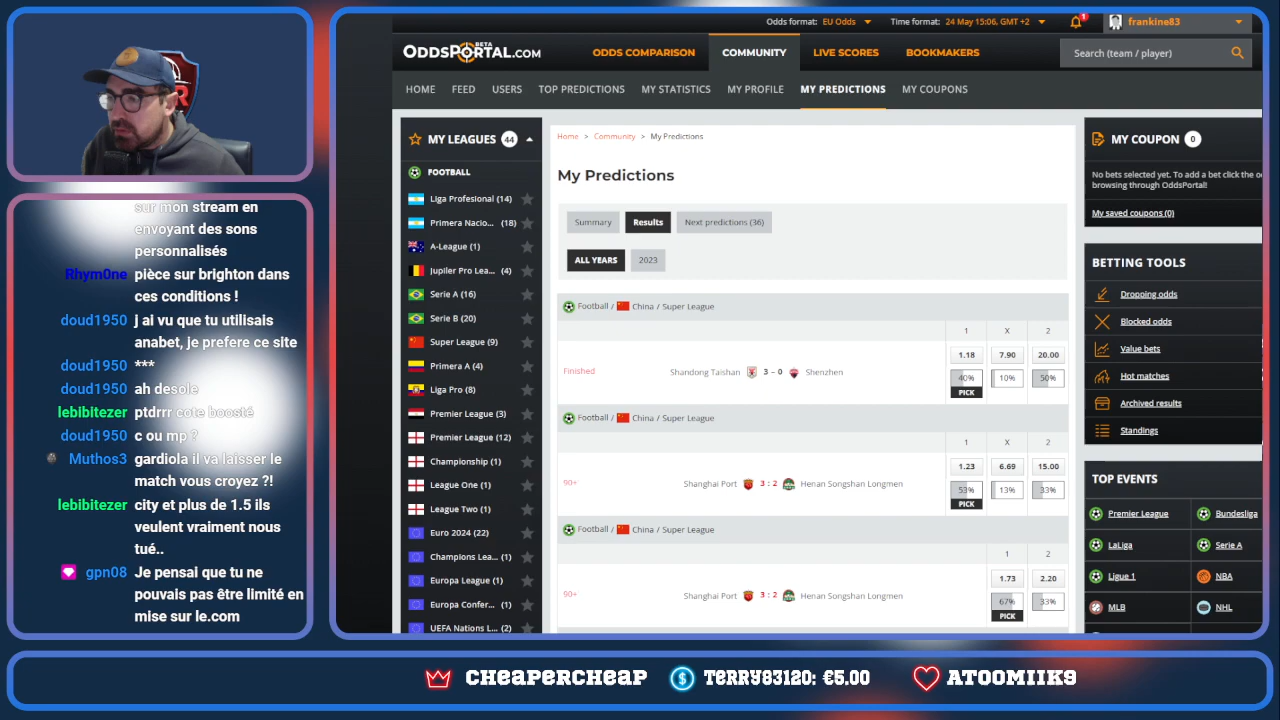 sur mon stream en
envoyant des sons
personnalisés
Rhym0ne pièce sur brighton dans
ces conditions !
doud1950 j ai vu que tu utilisais
anabet, je prefere ce site
doud1950 ***
doud1950 ah desole
lebibitezer ptdrrr cote boosté
doud1950 c ou mp ?
Muthos3 gardiola il va laisser le
match vous croyez ?!
lebibitezer city et plus de 1.5 ils
veulent vraiment nous
tué..
gpn08 Je pensai que tu ne
pouvais pas être limité en
mise sur le.com
Odds format: EU Odds Time format: 24 May 15:06, GMT +2 1 frankine83
ODDSPORTAL.COM BETA
ODDS COMPARISON COMMUNITY LIVE SCORES BOOKMAKERS Search (team / player)
HOME FEED USERS TOP PREDICTIONS MY STATISTICS MY PROFILE MY PREDICTIONS MY COUPONS
MY LEAGUES 44
FOOTBALL
Liga Profesional (14)
Primera Nacio... (18)
A-League (1)
Jupiler Pro Lea... (4)
Serie A (16)
Serie B (20)
Super League (9)
Primera A (4)
Liga Pro (8)
Premier League (3)
Premier League (12)
Championship (1)
League One (1)
League Two (1)
Euro 2024 (22)
Champions Lea... (1)
Europa League (1)
Europa Confer... (1)
UEFA Nations L... (2)
Home > Community > My Predictions
My Predictions
Summary Results Next predictions (36)
ALL YEARS 2023
Football / China / Super League
1 X 2
1.18 7.90 20.00
Finished Shandong Taishan 3 – 0 Shenzhen
40% 10% 50%
PICK
Football / China / Super League
1 X 2
1.23 6.69 15.00
90+' Shanghai Port 3 : 2 Henan Songshan Longmen
53% 13% 33%
PICK
Football / China / Super League
1 2
1.73 2.20
90+' Shanghai Port 3 : 2 Henan Songshan Longmen
67% 33%
PICK
MY COUPON 0
No bets selected yet. To add a bet click the o
browsing through OddsPortal!
My saved coupons (0)
BETTING TOOLS
Dropping odds
Blocked odds
Value bets
Hot matches
Archived results
Standings
TOP EVENTS
Premier League Bundesliga
LaLiga Serie A
Ligue 1 NBA
MLB NHL
CHEAPERCHEAP TERRY83120: €5.00 ATOOMIIK9